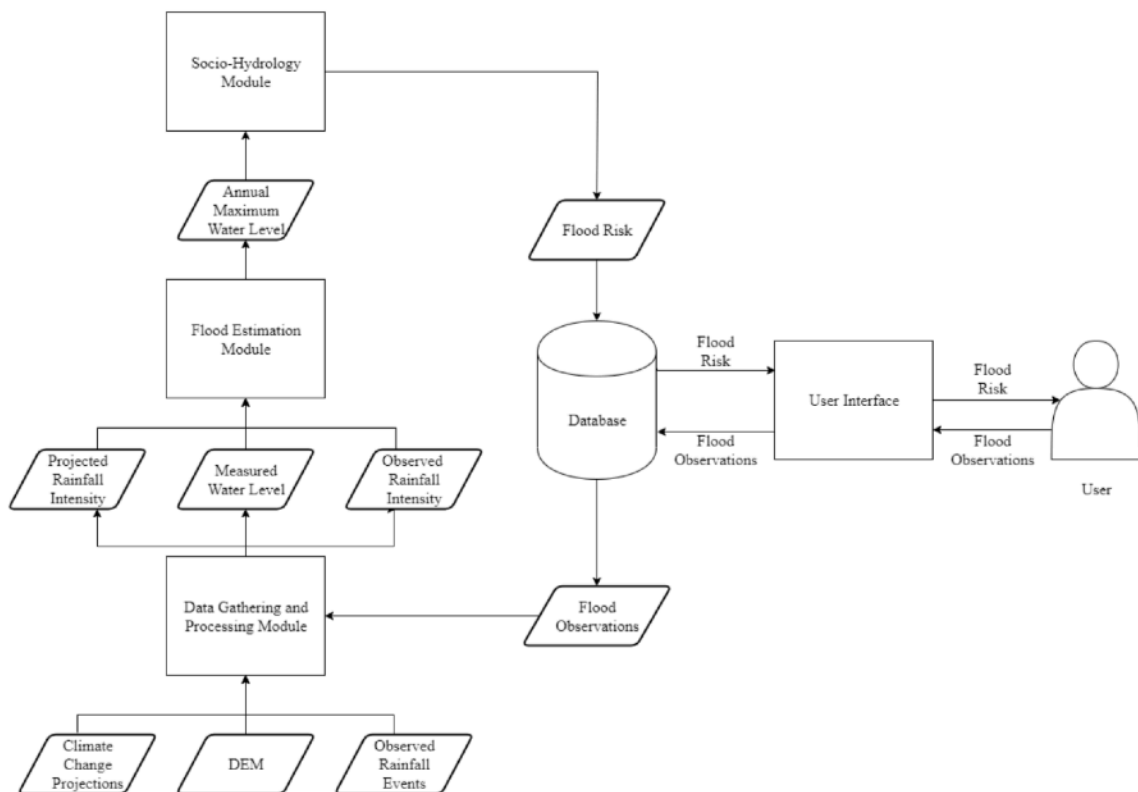 Socio-Hydrology
Module
Annual
Maximum
Water Level
Flood Risk
Flood Estimation
Module
Flood
Risk
Database
User Interface
Flood
Observations
Flood
Risk
Flood
Observations
User
Projected
Rainfall
Intensity
Measured
Water Level
Observed
Rainfall
Intensity
Data Gathering and
Processing Module
Flood
Observations
Climate
Change
Projections
DEM
Observed
Rainfall
Events